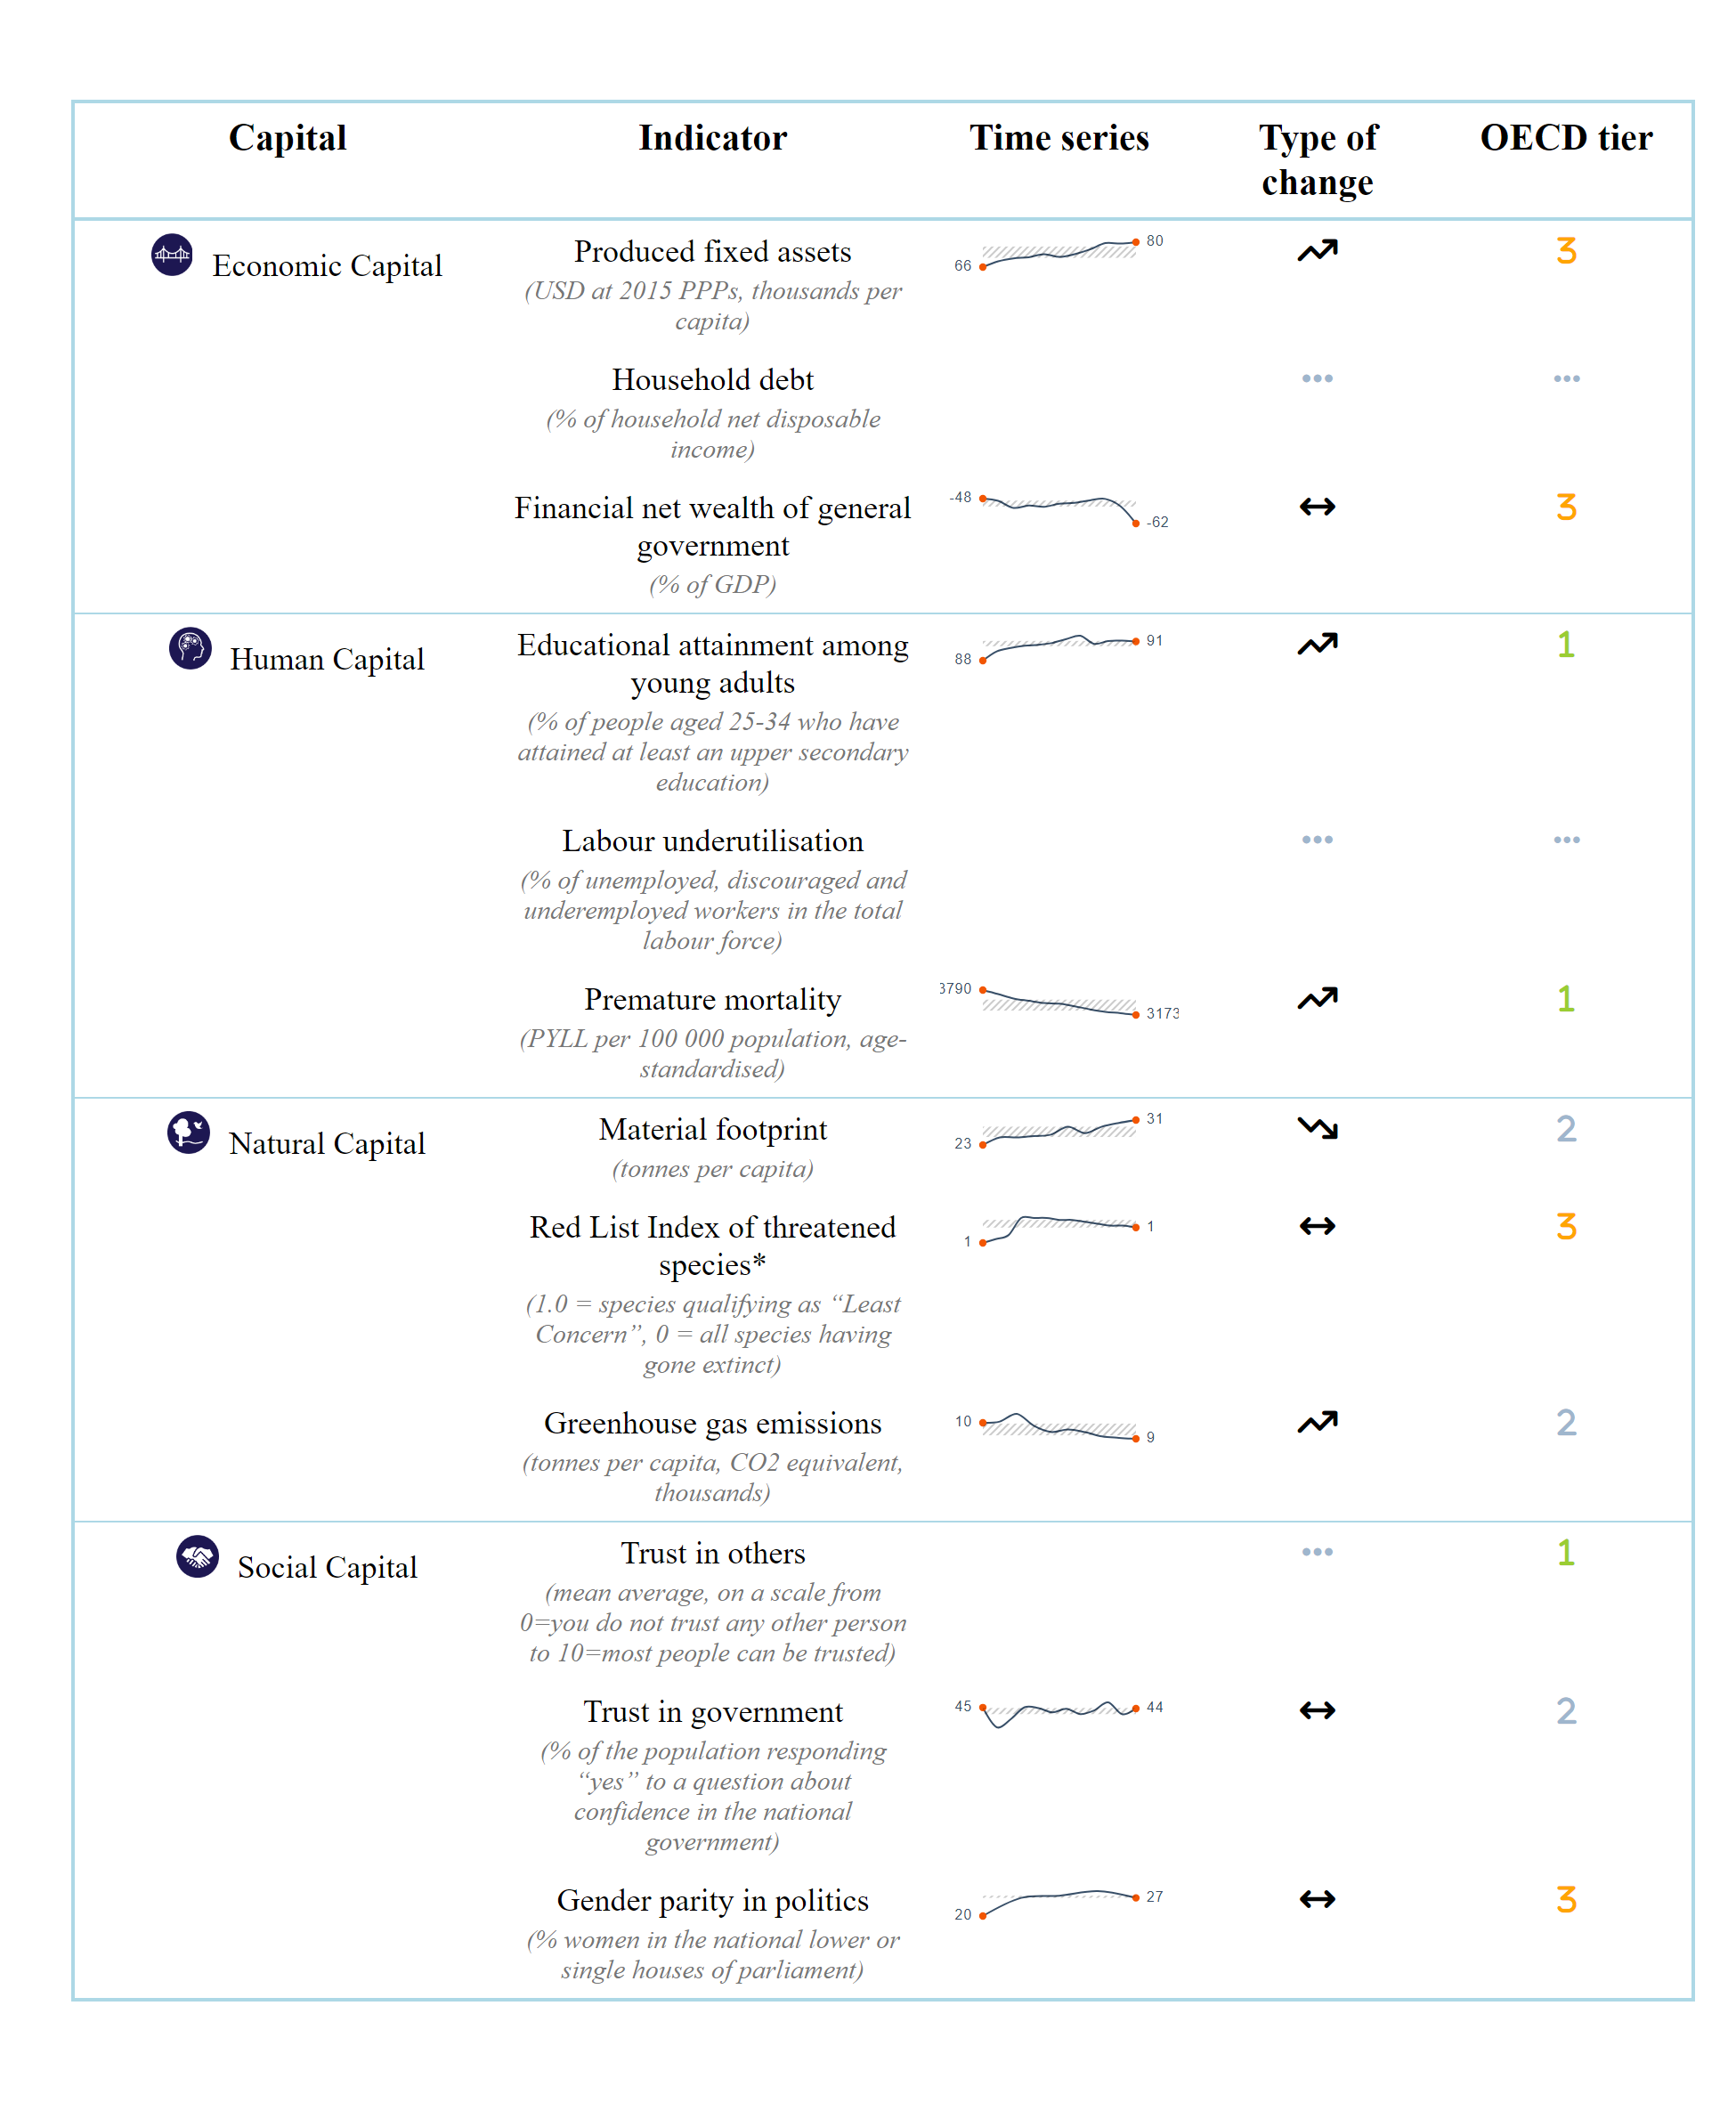 Capital
Indicator
Time series
Type of
change
OECD tier
Economic Capital
Produced fixed assets
(USD at 2015 PPPs, thousands per
capita)
66
80
3
Household debt
(% of household net disposable
income)
•••
•••
Financial net wealth of general
government
(% of GDP)
-48
-62
3
Human Capital
Educational attainment among
young adults
(% of people aged 25-34 who have
attained at least an upper secondary
education)
88
91
1
Labour underutilisation
(% of unemployed, discouraged and
underemployed workers in the total
labour force)
•••
•••
Premature mortality
(PYLL per 100 000 population, age-
standardised)
3790
3173
1
Natural Capital
Material footprint
(tonnes per capita)
23
31
2
Red List Index of threatened
species*
(1.0 = species qualifying as “Least
Concern”, 0 = all species having
gone extinct)
1
1
3
Greenhouse gas emissions
(tonnes per capita, CO2 equivalent,
thousands)
10
9
2
Social Capital
Trust in others
(mean average, on a scale from
0=you do not trust any other person
to 10=most people can be trusted)
•••
1
Trust in government
(% of the population responding
“yes” to a question about
confidence in the national
government)
45
44
2
Gender parity in politics
(% women in the national lower or
single houses of parliament)
20
27
3